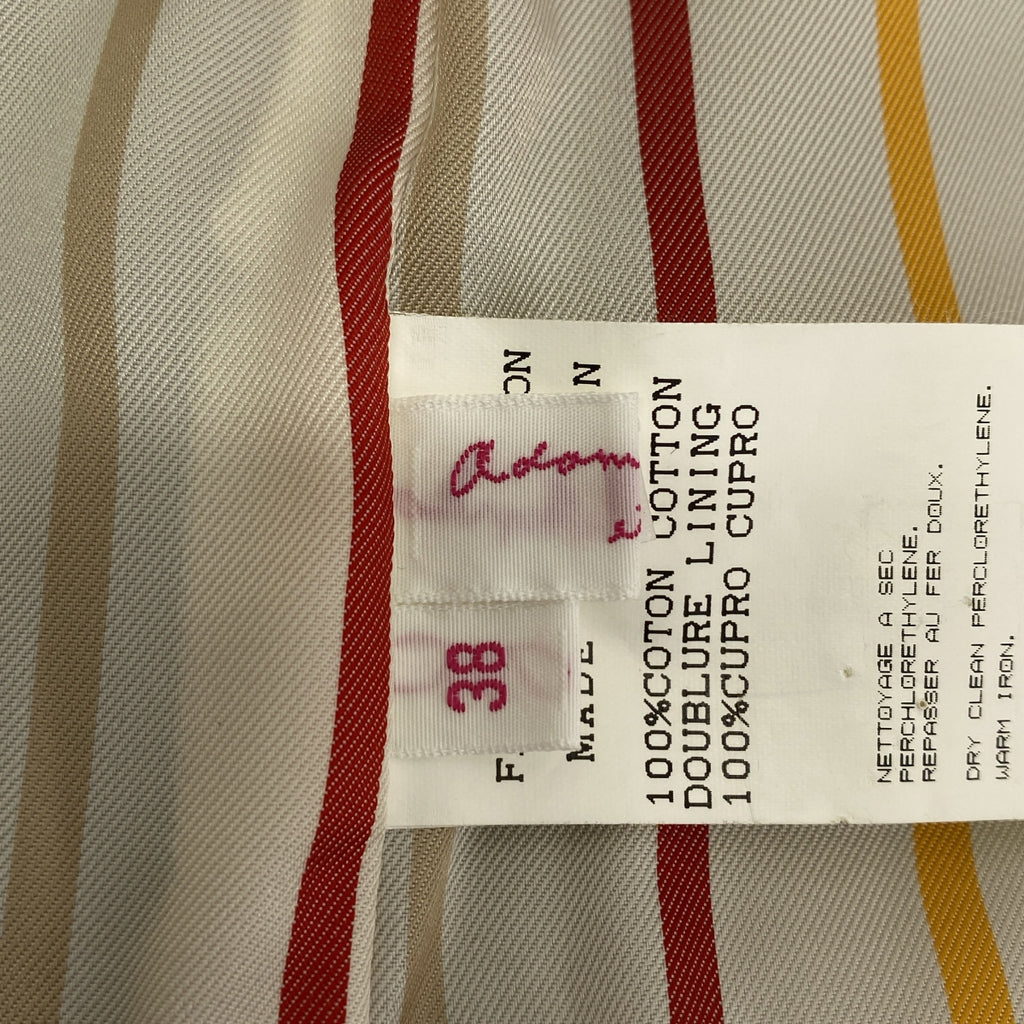 Adam
38
100%COTON COTTON
DOUBLURE LINING
100%CUPRO CUPRO
NETTOYAGE A SEC
PERCHLORETHYLENE.
REPASSER AU FER DOUX.
DRY CLEAN PERCLORETHYLENE.
WARM IRON.